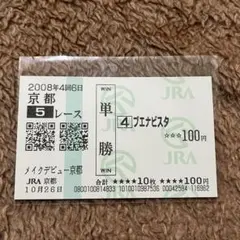 2008年4回6日
京都
5レース
WIN
単勝
WIN
4 ブエナビスタ
☆☆☆100円
JRA
メイクデビュー京都
JRA 京都
10月26日
合計 ★★★★10枚 ★★★★100円